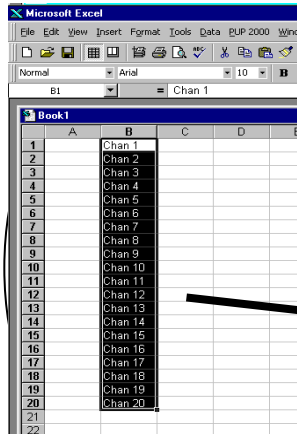 Microsoft Excel
File Edit View Insert Format Tools Data PUP 2000
Normal Arial 10 B
B1 = Chan 1
Book1
A B C D
1 Chan 1
2 Chan 2
3 Chan 3
4 Chan 4
5 Chan 5
6 Chan 6
7 Chan 7
8 Chan 8
9 Chan 9
10 Chan 10
11 Chan 11
12 Chan 12
13 Chan 13
14 Chan 14
15 Chan 15
16 Chan 16
17 Chan 17
18 Chan 18
19 Chan 19
20 Chan 20
21
22